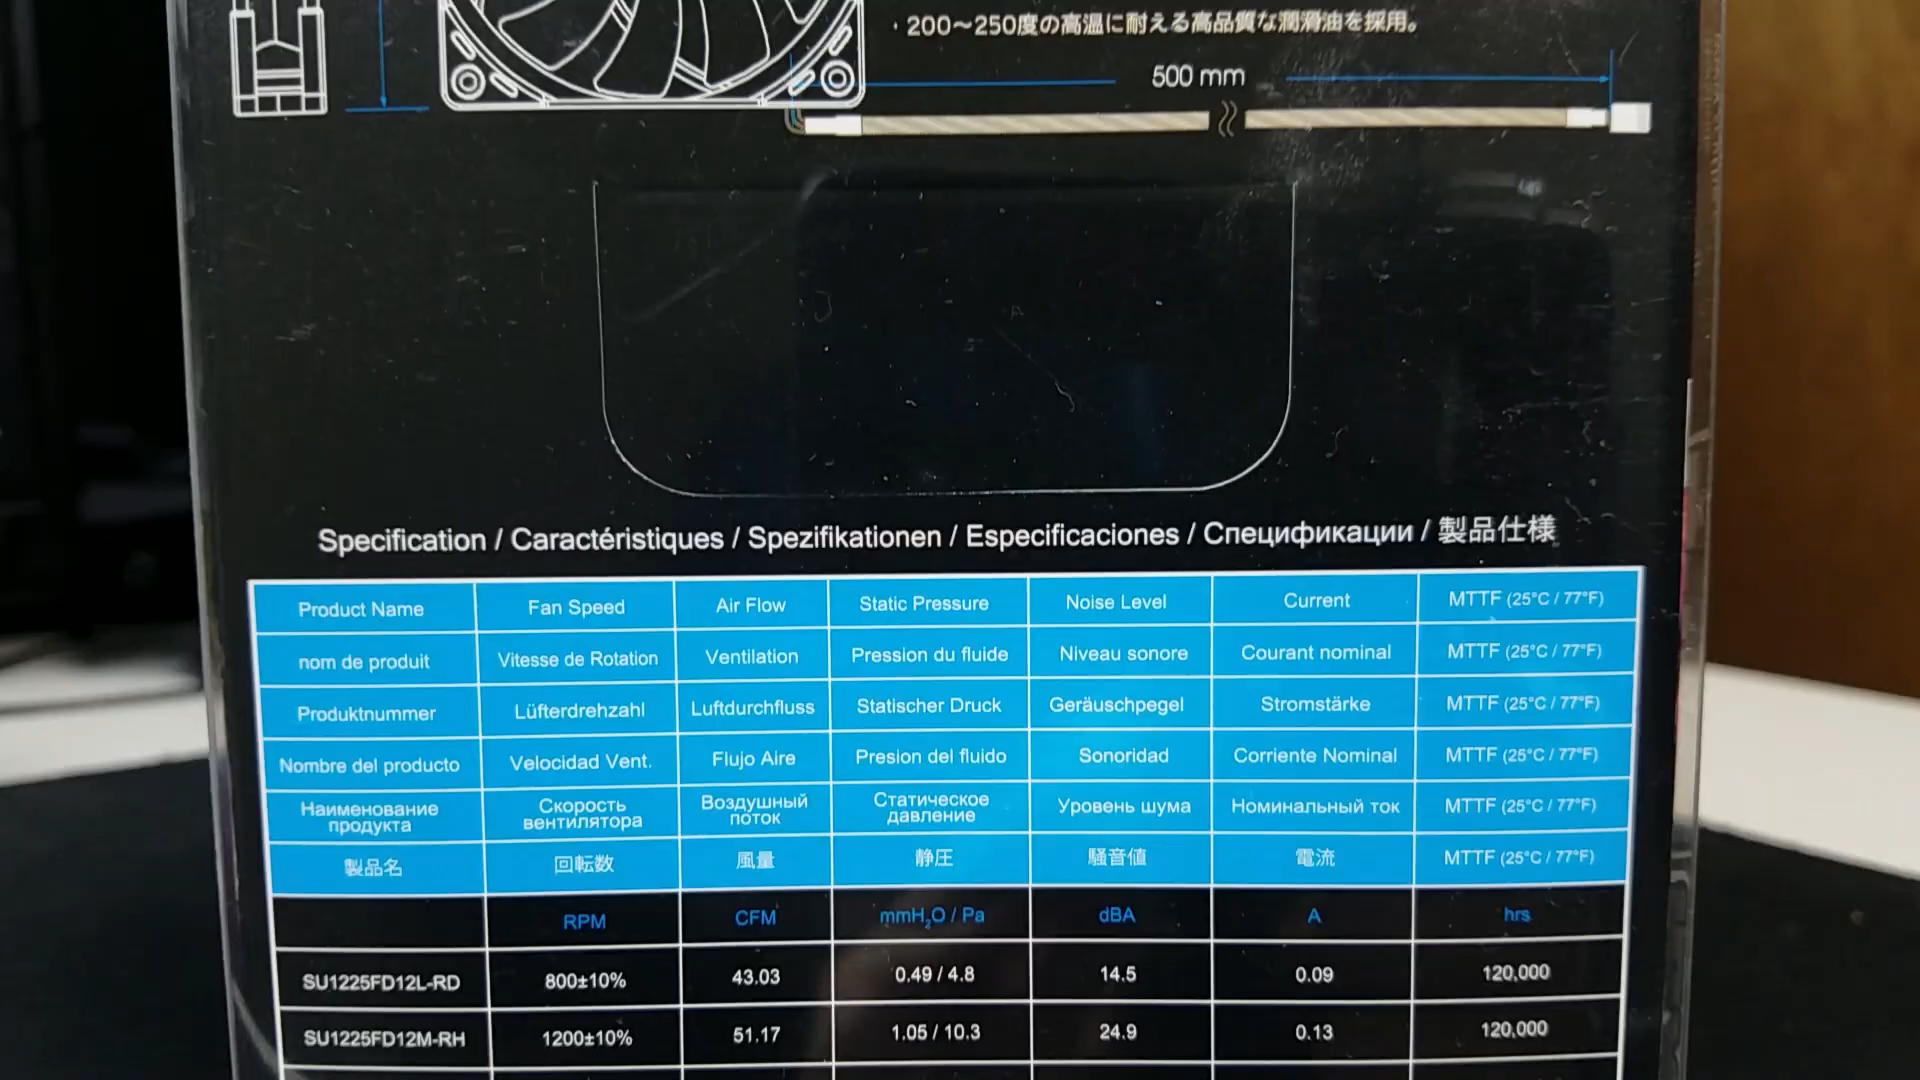 ・200～250度の高温に耐える高品質な潤滑油を採用。
500 mm
Specification / Caractéristiques / Spezifikationen / Especificaciones / Спецификации / 製品仕様
Product Name Fan Speed Air Flow Static Pressure Noise Level Current MTTF (25°C / 77°F)
nom de produit Vitesse de Rotation Ventilation Pression du fluide Niveau sonore Courant nominal MTTF (25°C / 77°F)
Produktnummer Lüfterdrehzahl Luftdurchfluss Statischer Druck Geräuschpegel Stromstärke MTTF (25°C / 77°F)
Nombre del producto Velocidad Vent. Flujo Aire Presion del fluido Sonoridad Corriente Nominal MTTF (25°C / 77°F)
Наименование продукта Скорость вентилятора Воздушный поток Статическое давление Уровень шума Номинальный ток MTTF (25°C / 77°F)
製品名 回転数 風量 静圧 騒音値 電流 MTTF (25°C / 77°F)
RPM CFM mmH₂O / Pa dBA A hrs
SU1225FD12L-RD 800±10% 43.03 0.49 / 4.8 14.5 0.09 120,000
SU1225FD12M-RH 1200±10% 51.17 1.05 / 10.3 24.9 0.13 120,000